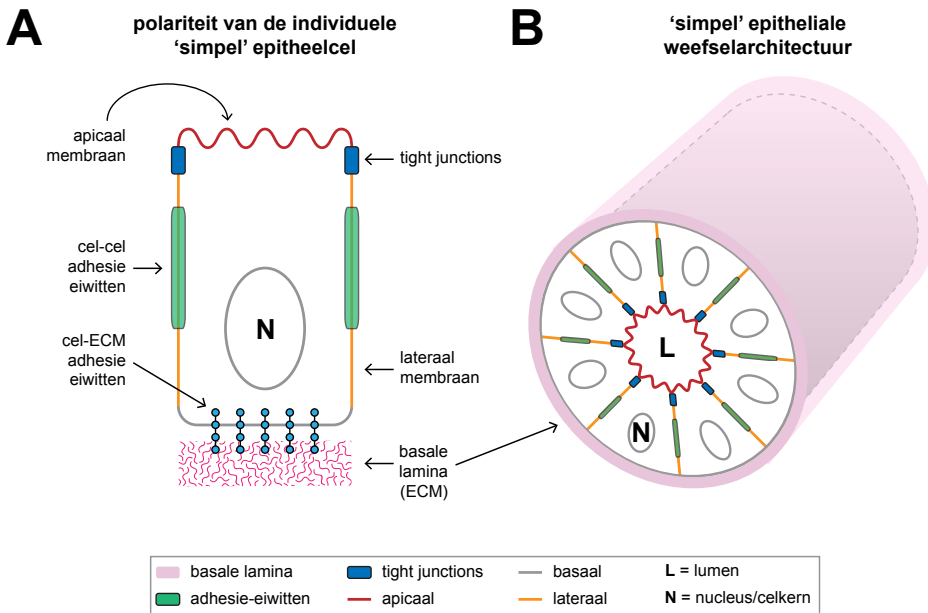 A
polariteit van de individuele
‘simpel’ epitheelcel
apicaal
membraan
tight junctions
cel-cel
adhesie
eiwitten
N
cel-ECM
adhesie
eiwitten
lateraal
membraan
basale
lamina
(ECM)
B
‘simpel’ epitheliale
weefselarchitectuur
L
N
basale lamina
tight junctions
basaal
L = lumen
adhesie-eiwitten
apicaal
lateraal
N = nucleus/celkern